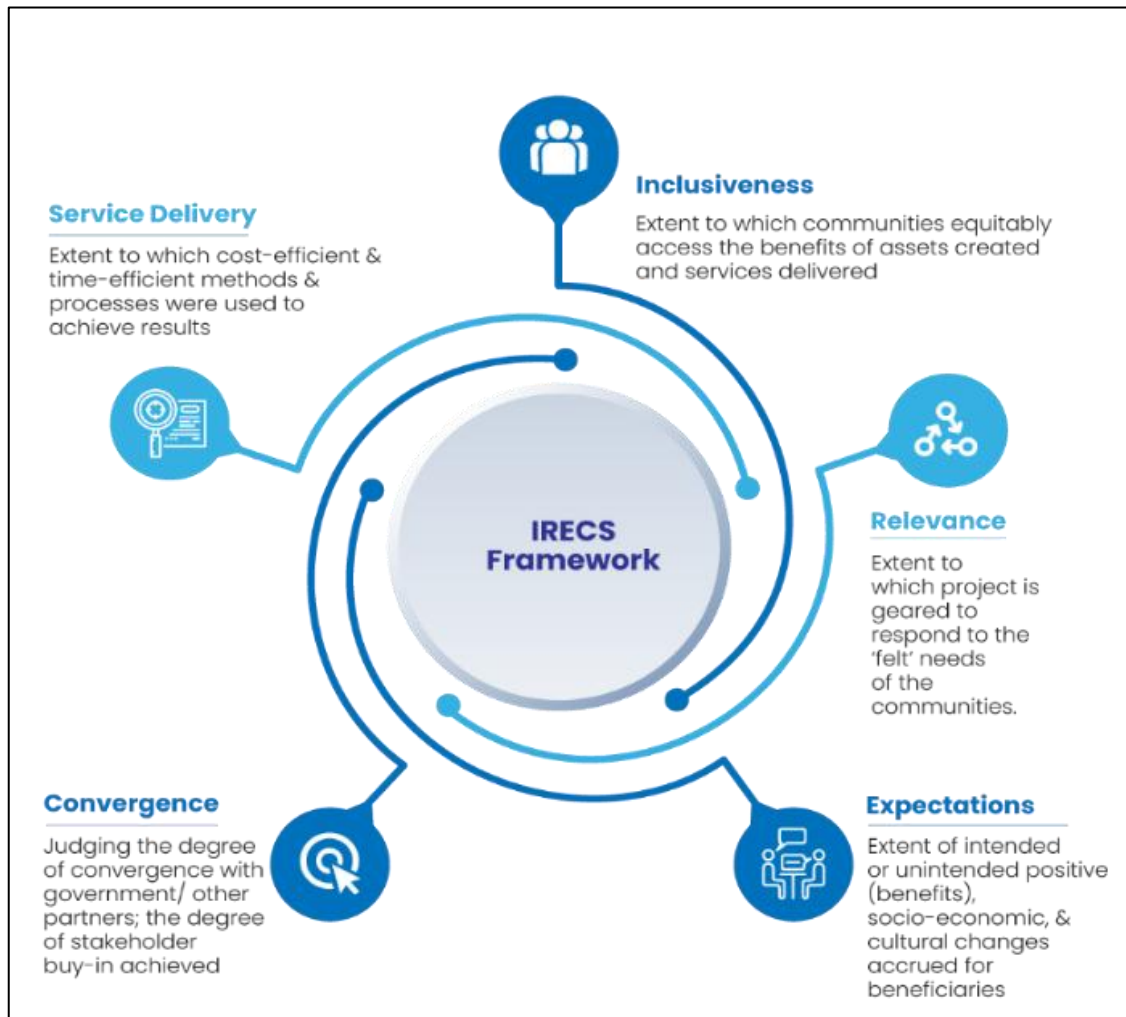 Inclusiveness
Extent to which communities equitably
access the benefits of assets created
and services delivered
Service Delivery
Extent to which cost-efficient &
time-efficient methods &
processes were used to
achieve results
IRECS
Framework
Relevance
Extent to
which project is
geared to
respond to the
‘felt’ needs
of the
communities.
Convergence
Judging the degree
of convergence with
government/ other
partners; the degree
of stakeholder
buy-in achieved
Expectations
Extent of intended
or unintended positive
(benefits),
socio-economic, &
cultural changes
accrued for
beneficiaries